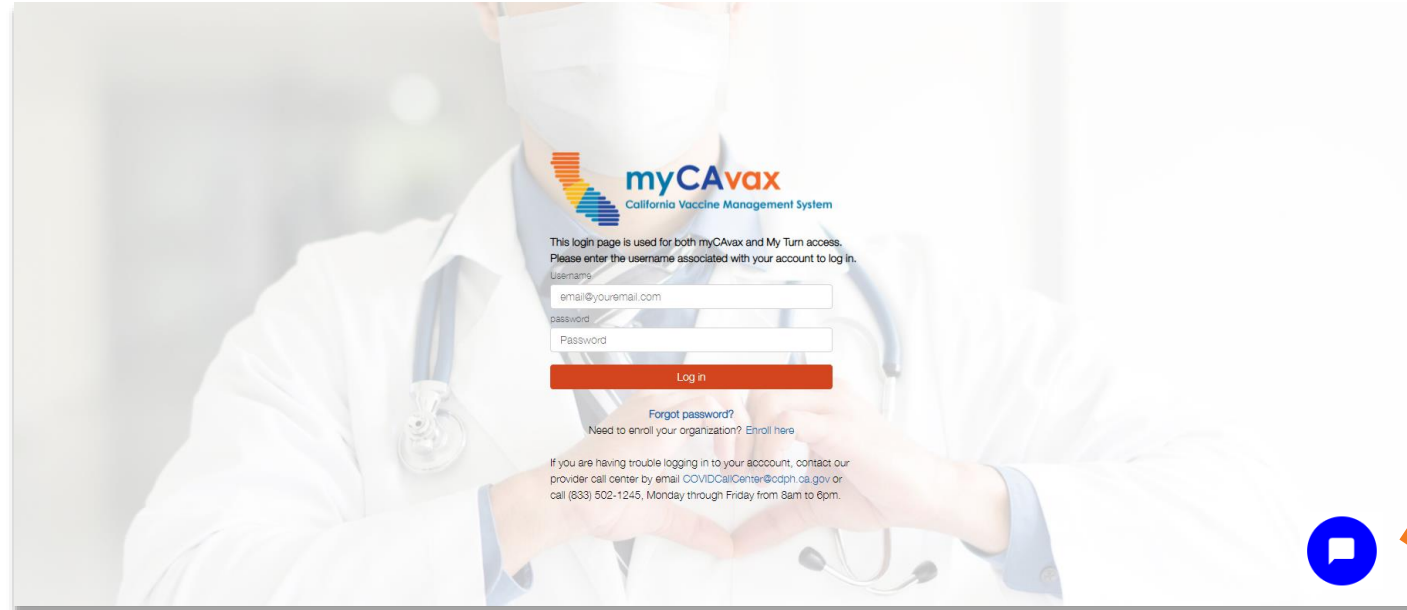 myCAvax
California Vaccine Management System
This login page is used for both myCAvax and My Turn access.
Please enter the username associated with your account to log in.
Username
email@youremail.com
password
Password
Log in
Forgot password?
Need to enroll your organization? Enroll here
If you are having trouble logging in to your acccount, contact our
provider call center by email COVIDCallCenter@cdph.ca.gov or
call (833) 502-1245, Monday through Friday from 8am to 6pm.